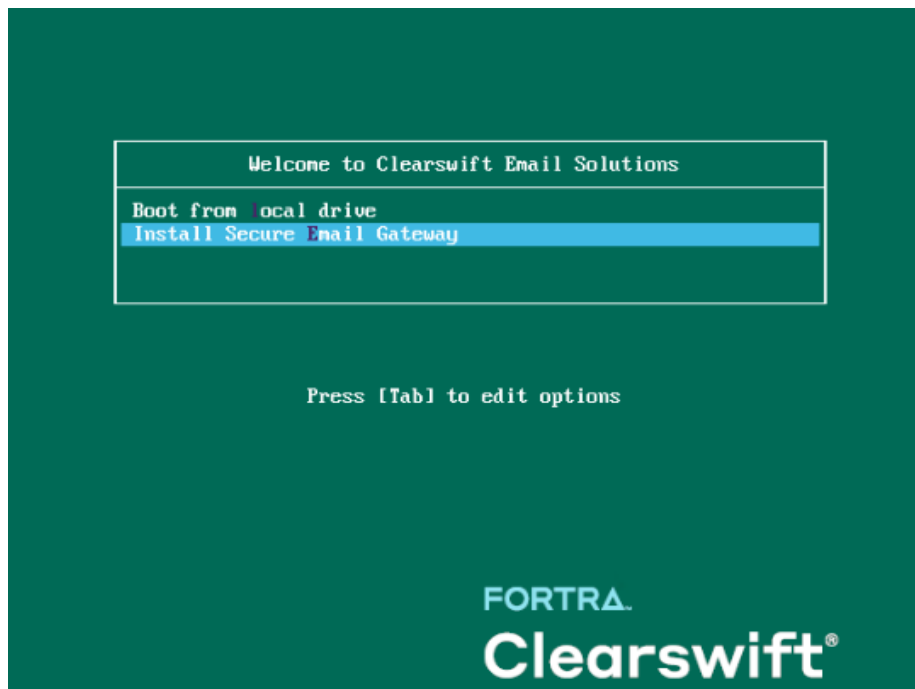 Welcome to Clearswift Email Solutions
Boot from local drive
Install Secure Email Gateway
Press [Tab] to edit options
FORTRA™
Clearswift®